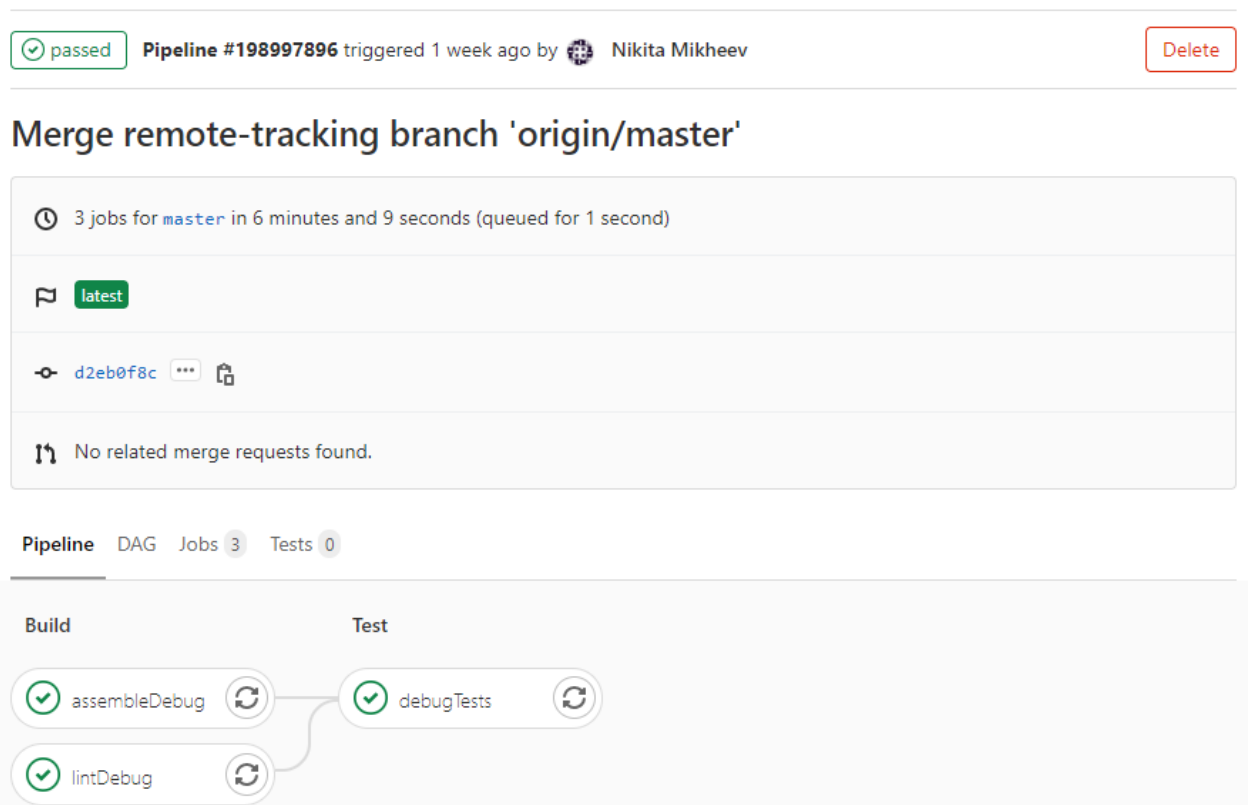 passed Pipeline #198997896 triggered 1 week ago by Nikita Mikheev Delete
Merge remote-tracking branch 'origin/master'
3 jobs for master in 6 minutes and 9 seconds (queued for 1 second)
latest
d2eb0f8c ···
No related merge requests found.
Pipeline DAG Jobs 3 Tests 0
Build Test
assembleDebug debugTests
lintDebug